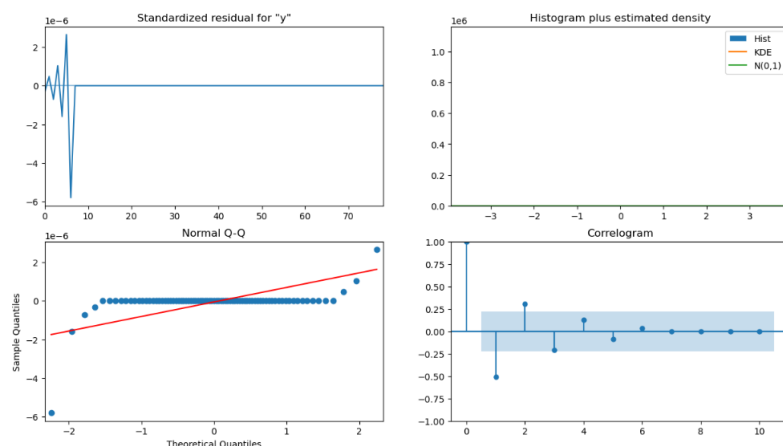 Standardized residual for "y"
1e−6
2
0
−2
−4
−6
0 10 20 30 40 50 60 70
Histogram plus estimated density
1e6
1.0
0.8
0.6
0.4
0.2
0.0
Hist
KDE
N(0,1)
−3 −2 −1 0 1 2 3
Normal Q-Q
1e−6
2
0
−2
−4
−6
Sample Quantiles
−2 −1 0 1 2
Theoretical Quantiles
Correlogram
1.00
0.75
0.50
0.25
0.00
−0.25
−0.50
−0.75
−1.00
0 2 4 6 8 10